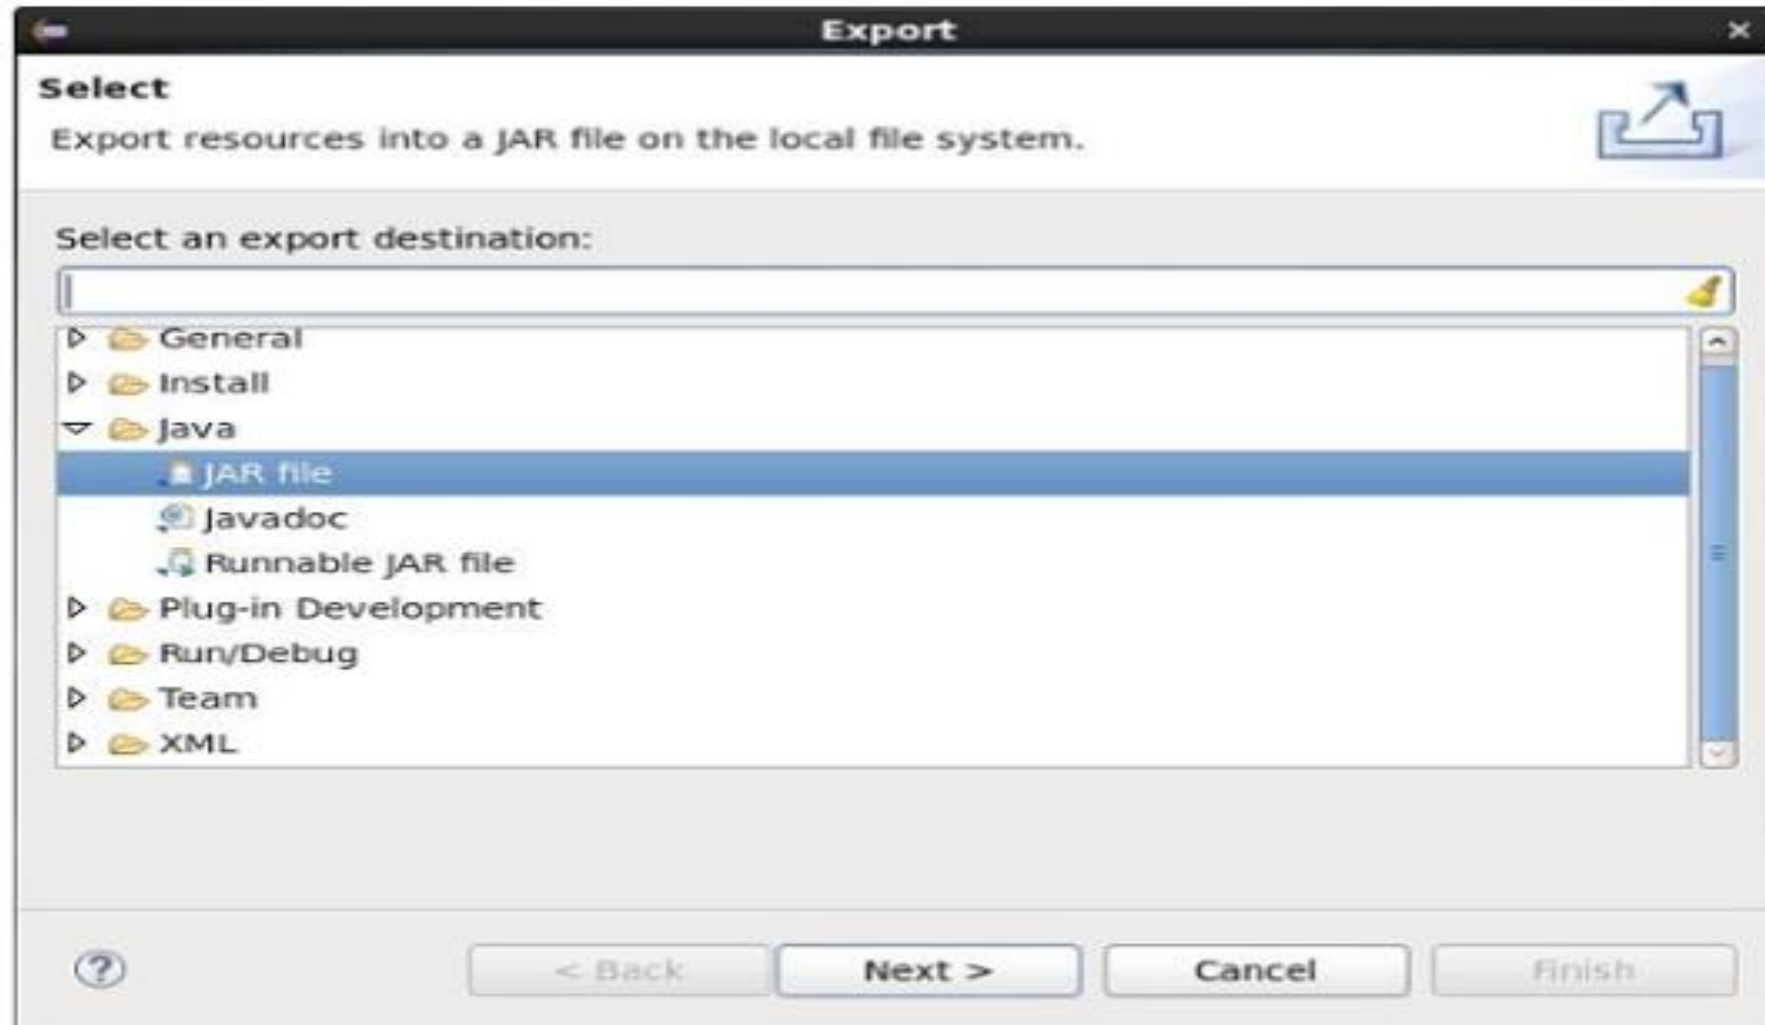 Export
Select
Export resources into a JAR file on the local file system.
Select an export destination:
General
Install
Java
JAR file
Javadoc
Runnable JAR file
Plug-in Development
Run/Debug
Team
XML
< Back Next > Cancel Finish